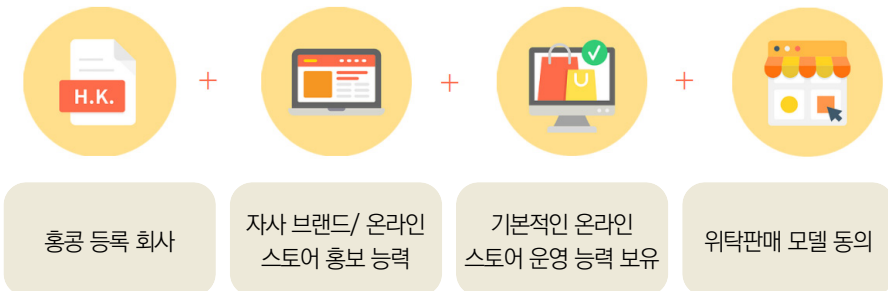 H.K.
홍콩 등록 회사
자사 브랜드/ 온라인
스토어 홍보 능력
기본적인 온라인
스토어 운영 능력 보유
위탁판매 모델 동의